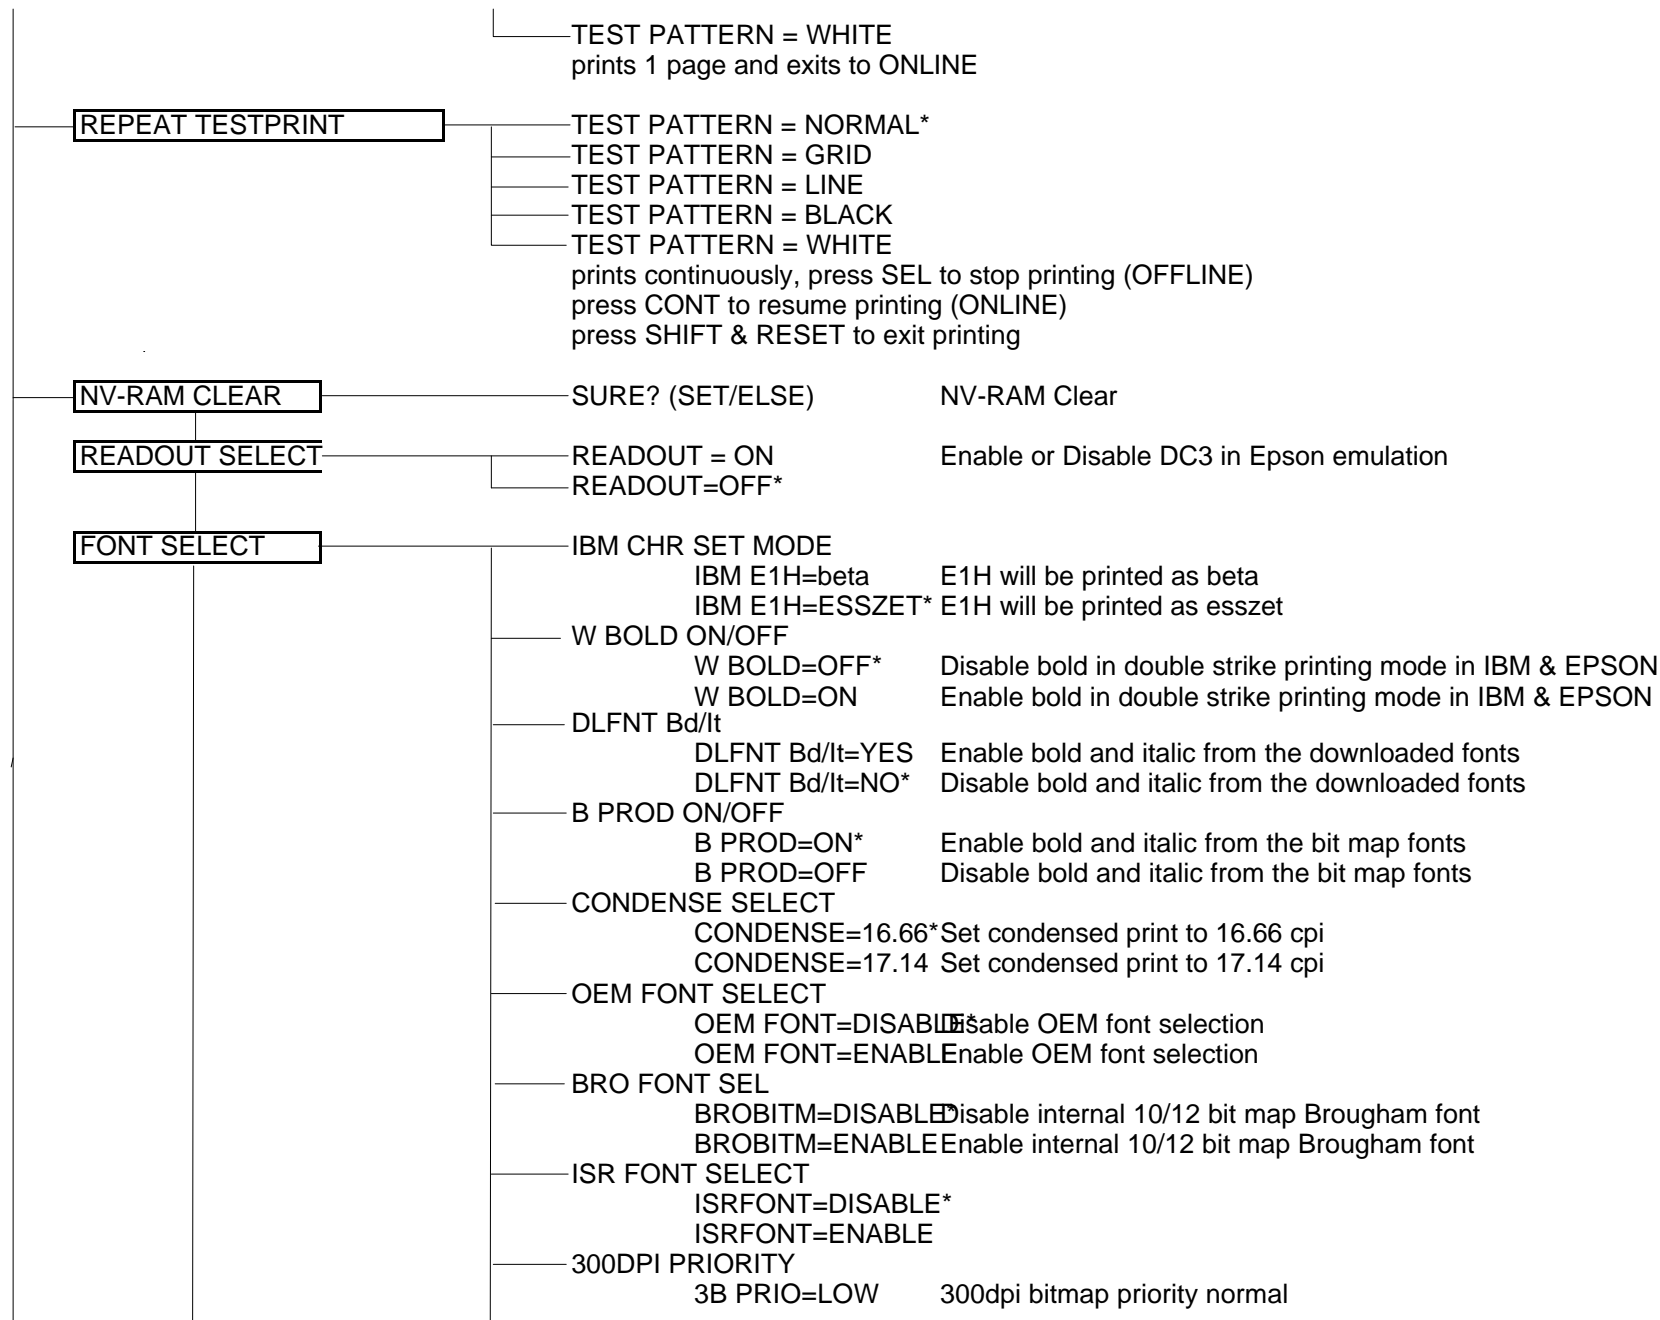 TEST PATTERN = WHITE
prints 1 page and exits to ONLINE
REPEAT TESTPRINT TEST PATTERN = NORMAL*
TEST PATTERN = GRID
TEST PATTERN = LINE
TEST PATTERN = BLACK
TEST PATTERN = WHITE
prints continuously, press SEL to stop printing (OFFLINE)
press CONT to resume printing (ONLINE)
press SHIFT & RESET to exit printing
NV-RAM CLEAR SURE? (SET/ELSE) NV-RAM Clear
READOUT SELECT READOUT = ON Enable or Disable DC3 in Epson emulation
READOUT=OFF*
FONT SELECT IBM CHR SET MODE
IBM E1H=beta E1H will be printed as beta
IBM E1H=ESSZET* E1H will be printed as esszet
W BOLD ON/OFF
W BOLD=OFF* Disable bold in double strike printing mode in IBM & EPSON
W BOLD=ON Enable bold in double strike printing mode in IBM & EPSON
DLFNT Bd/It
DLFNT Bd/It=YES Enable bold and italic from the downloaded fonts
DLFNT Bd/It=NO* Disable bold and italic from the downloaded fonts
B PROD ON/OFF
B PROD=ON* Enable bold and italic from the bit map fonts
B PROD=OFF Disable bold and italic from the bit map fonts
CONDENSE SELECT
CONDENSE=16.66* Set condensed print to 16.66 cpi
CONDENSE=17.14 Set condensed print to 17.14 cpi
OEM FONT SELECT
OEM FONT=DISABLE* Disable OEM font selection
OEM FONT=ENABLE Enable OEM font selection
BRO FONT SEL
BROBITM=DISABLE* Disable internal 10/12 bit map Brougham font
BROBITM=ENABLE Enable internal 10/12 bit map Brougham font
ISR FONT SELECT
ISRFONT=DISABLE*
ISRFONT=ENABLE
300DPI PRIORITY
3B PRIO=LOW 300dpi bitmap priority normal